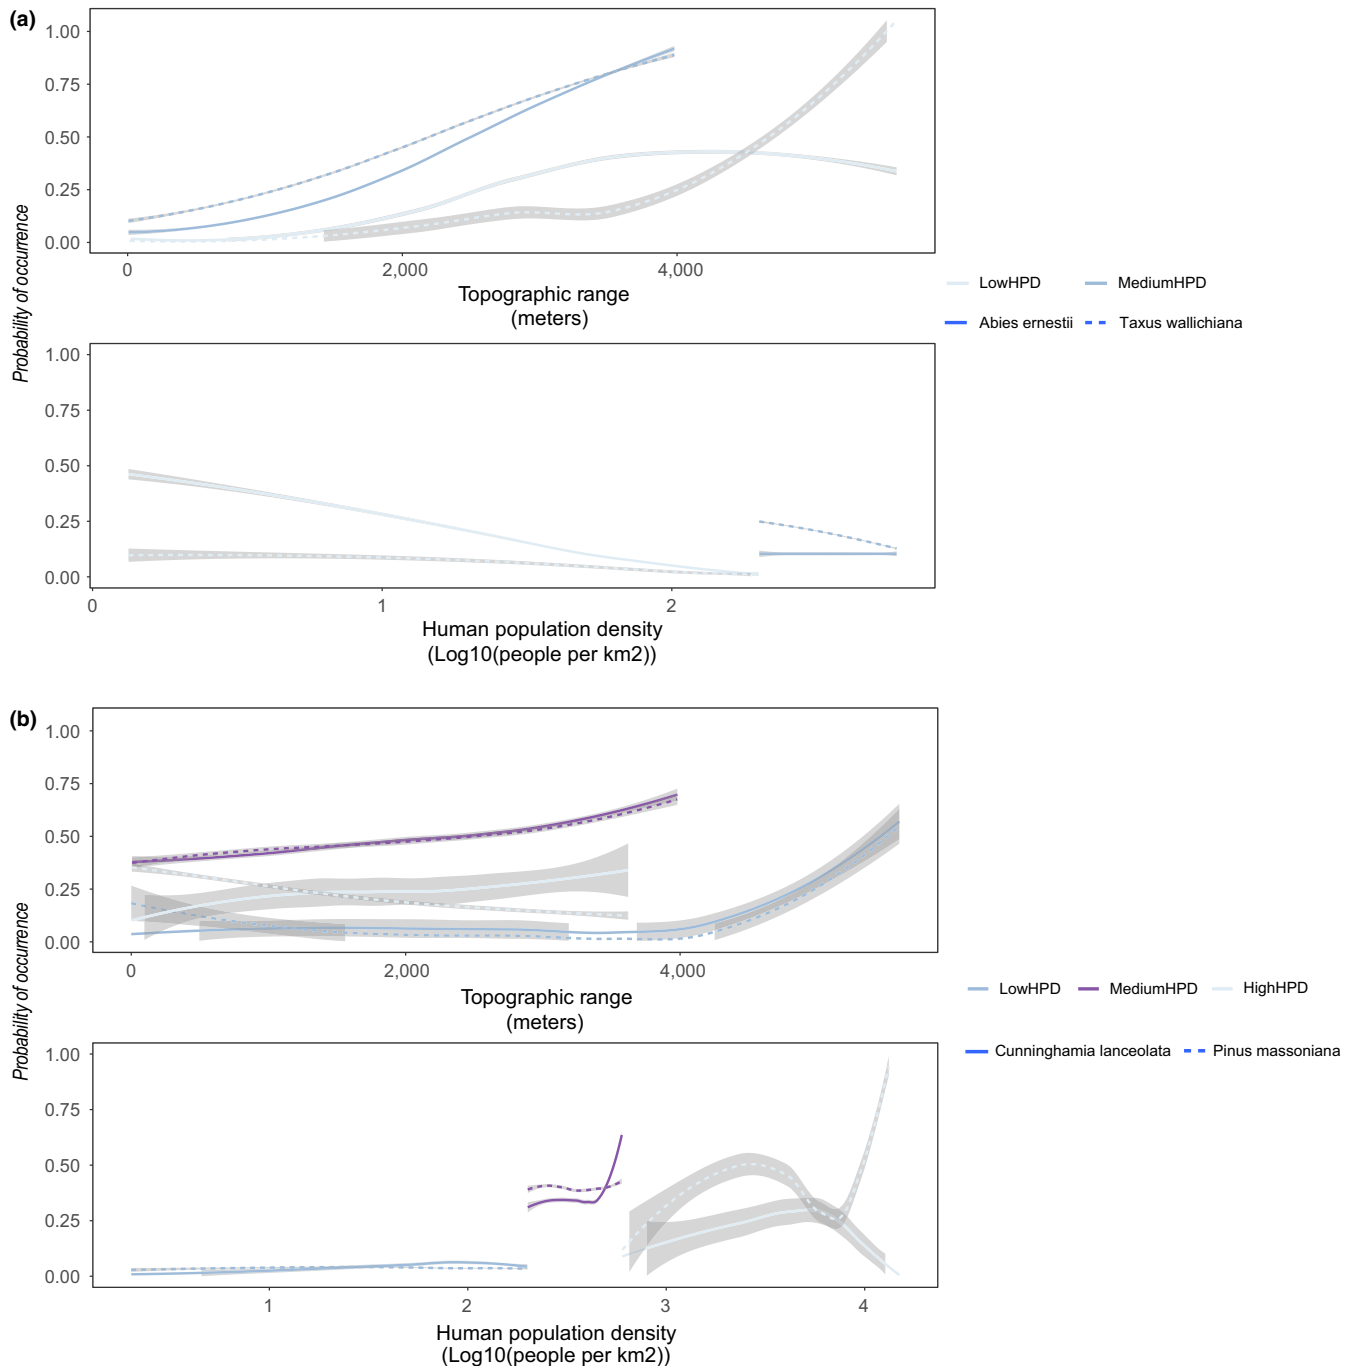 (a)
Probability of occurrence
1.00
0.75
0.50
0.25
0.00
0
2,000
4,000
Topographic range
(meters)
LowHPD
MediumHPD
Abies ernestii
Taxus wallichiana
1.00
0.75
0.50
0.25
0.00
0
1
2
Human population density
(Log10(people per km2))
(b)
Probability of occurrence
1.00
0.75
0.50
0.25
0.00
0
2,000
4,000
Topographic range
(meters)
LowHPD
MediumHPD
HighHPD
Cunninghamia lanceolata
Pinus massoniana
1.00
0.75
0.50
0.25
0.00
1
2
3
4
Human population density
(Log10(people per km2))